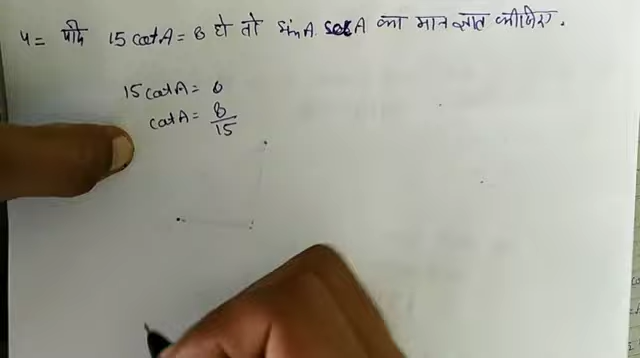 4= यदि 15 cotA = 8 हो तो sinA. secA का मान ज्ञात कीजिए.
15 cotA = 8
cotA = 8/15